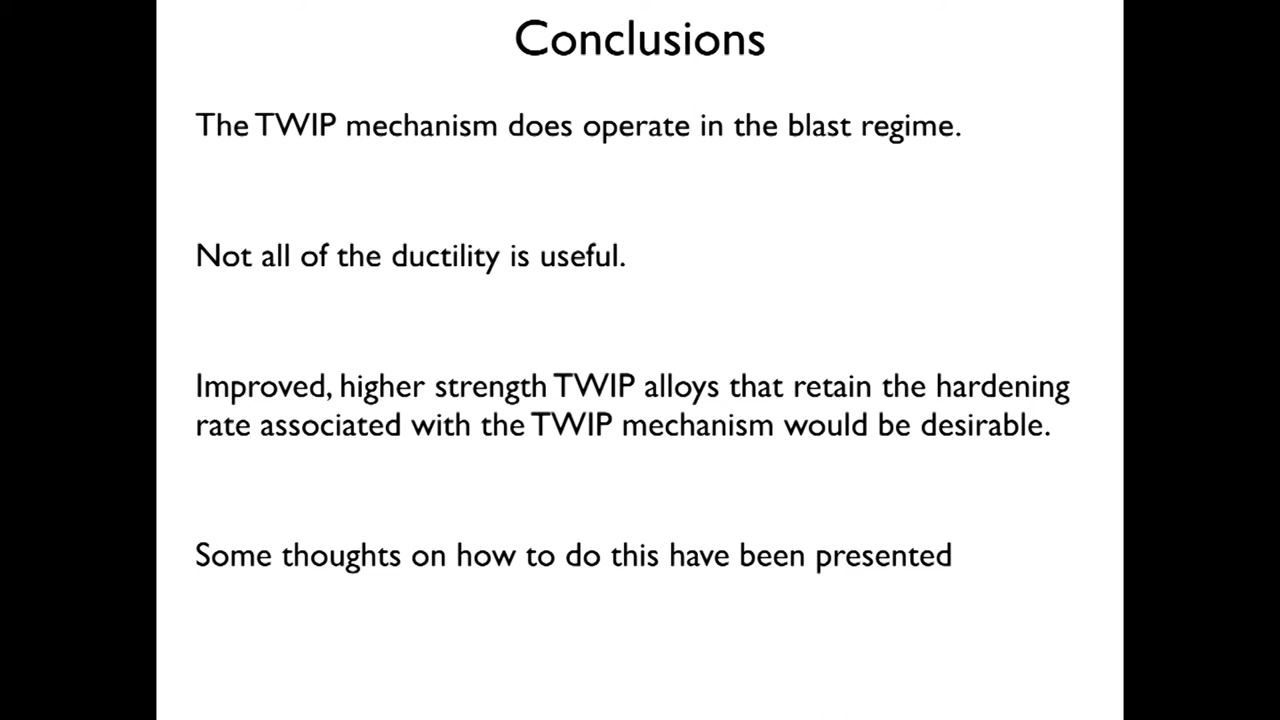 Conclusions
The TWIP mechanism does operate in the blast regime.
Not all of the ductility is useful.
Improved, higher strength TWIP alloys that retain the hardening
rate associated with the TWIP mechanism would be desirable.
Some thoughts on how to do this have been presented